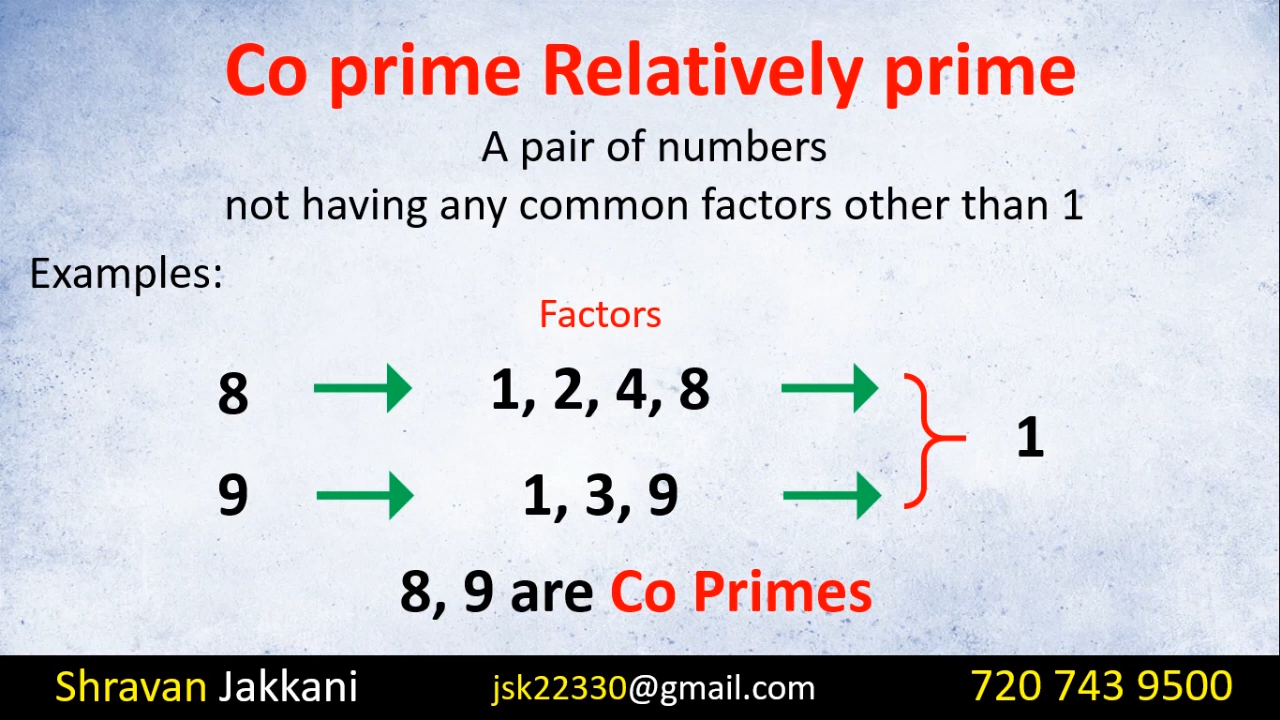 Co prime Relatively prime
A pair of numbers
not having any common factors other than 1
Examples:
Factors
8 1, 2, 4, 8
1
9 1, 3, 9
8, 9 are Co Primes
Shravan Jakkani jsk22330@gmail.com 720 743 9500